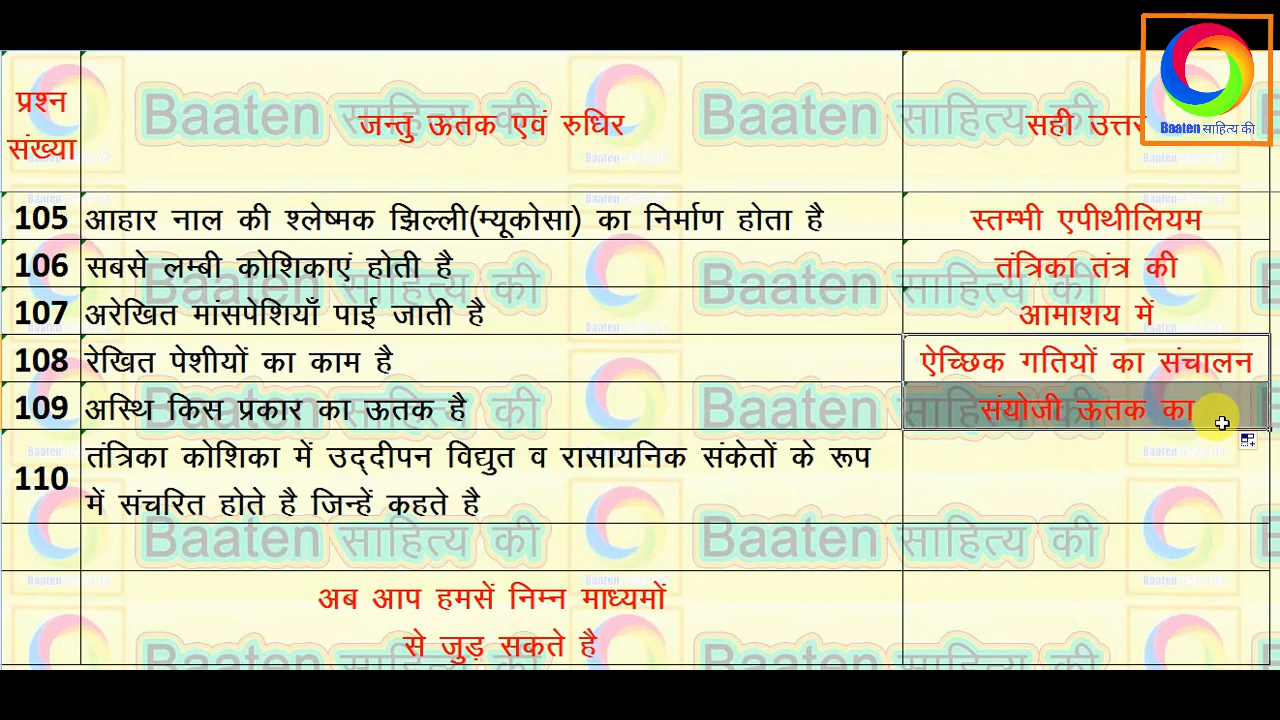 प्रश्न संख्या
जन्तु ऊतक एवं रुधिर
सही उत्तर
Baaten साहित्य की
105 आहार नाल की श्लेष्मक झिल्ली(म्यूकोसा) का निर्माण होता है स्तम्भी एपीथीलियम
106 सबसे लम्बी कोशिकाएं होती है तंत्रिका तंत्र की
107 अरेखित मांसपेशियाँ पाई जाती है आमाशय में
108 रेखित पेशीयों का काम है ऐच्छिक गतियों का संचालन
109 अस्थि किस प्रकार का ऊतक है संयोजी ऊतक का
110 तंत्रिका कोशिका में उद्दीपन विद्युत व रासायनिक संकेतों के रूप
में संचरित होते है जिन्हें कहते है
अब आप हमसें निम्न माध्यमों
से जुड़ सकते है